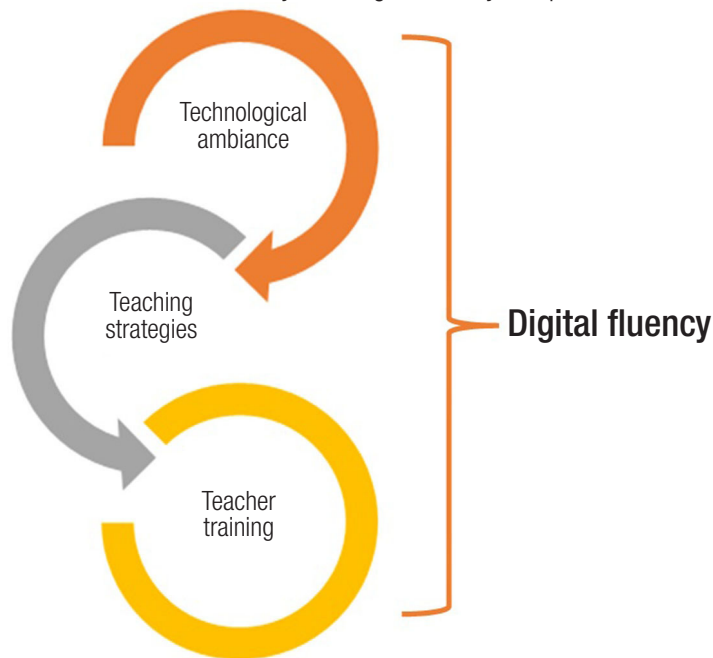 Technological
ambiance
Teaching
strategies
Digital fluency
Teacher
training